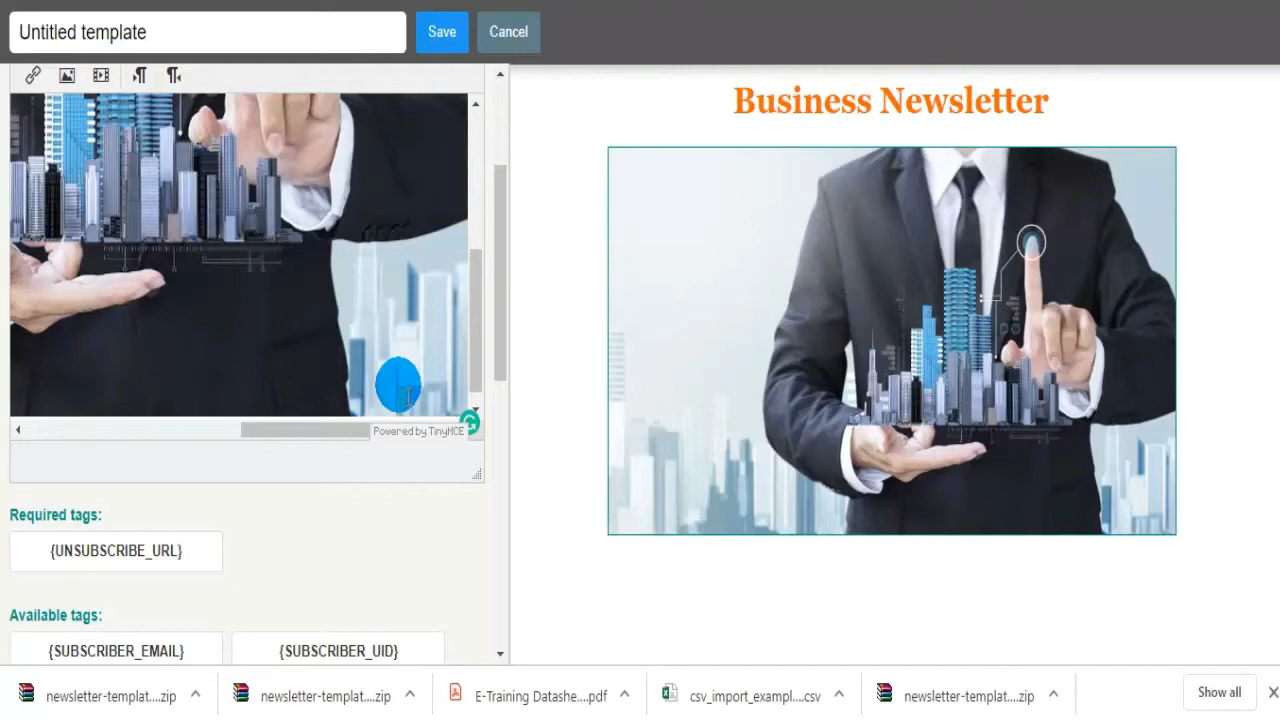 Untitled template
Save
Cancel
Business Newsletter
Powered by TinyMCE
Required tags:
{UNSUBSCRIBE_URL}
Available tags:
{SUBSCRIBER_EMAIL}
{SUBSCRIBER_UID}
newsletter-templat....zip
newsletter-templat....zip
E-Training Datashe....pdf
csv_import_exampl....csv
newsletter-templat....zip
Show all